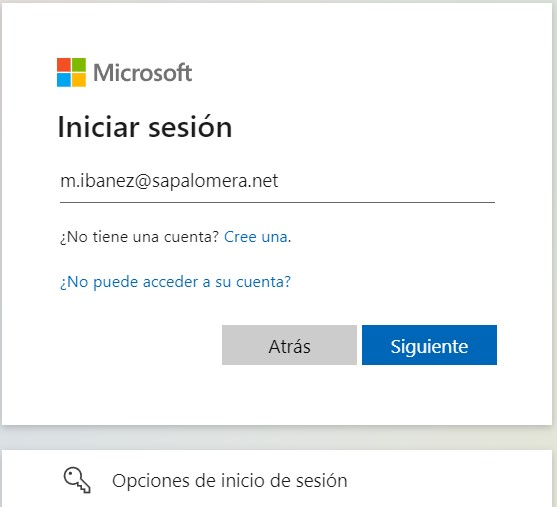 Microsoft
Iniciar sesión
m.ibanez@sapalomera.net
¿No tiene una cuenta? Cree una.
¿No puede acceder a su cuenta?
Atrás
Siguiente
Opciones de inicio de sesión